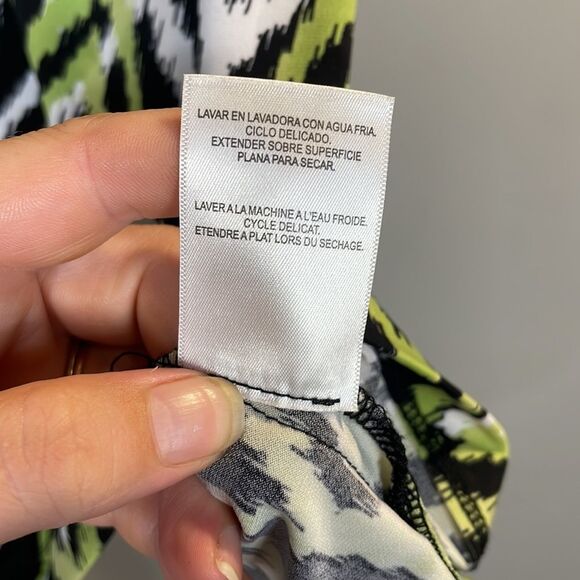 LAVAR EN LAVADORA CON AGUA FRIA.
CICLO DELICADO.
EXTENDER SOBRE SUPERFICIE
PLANA PARA SECAR.
LAVER A LA MACHINE A L'EAU FROIDE.
CYCLE DELICAT.
ETENDRE A PLAT LORS DU SECHAGE.